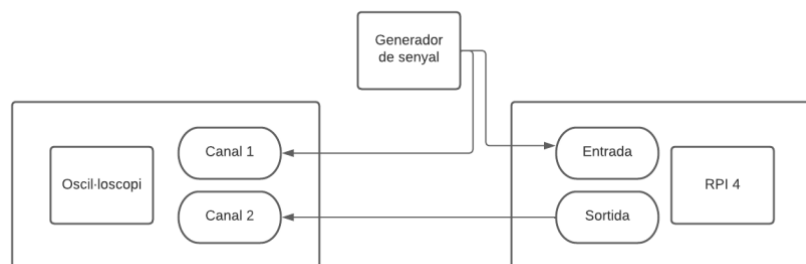 Generador
de senyal
Canal 1
Entrada
Oscil·loscopi
RPI 4
Canal 2
Sortida